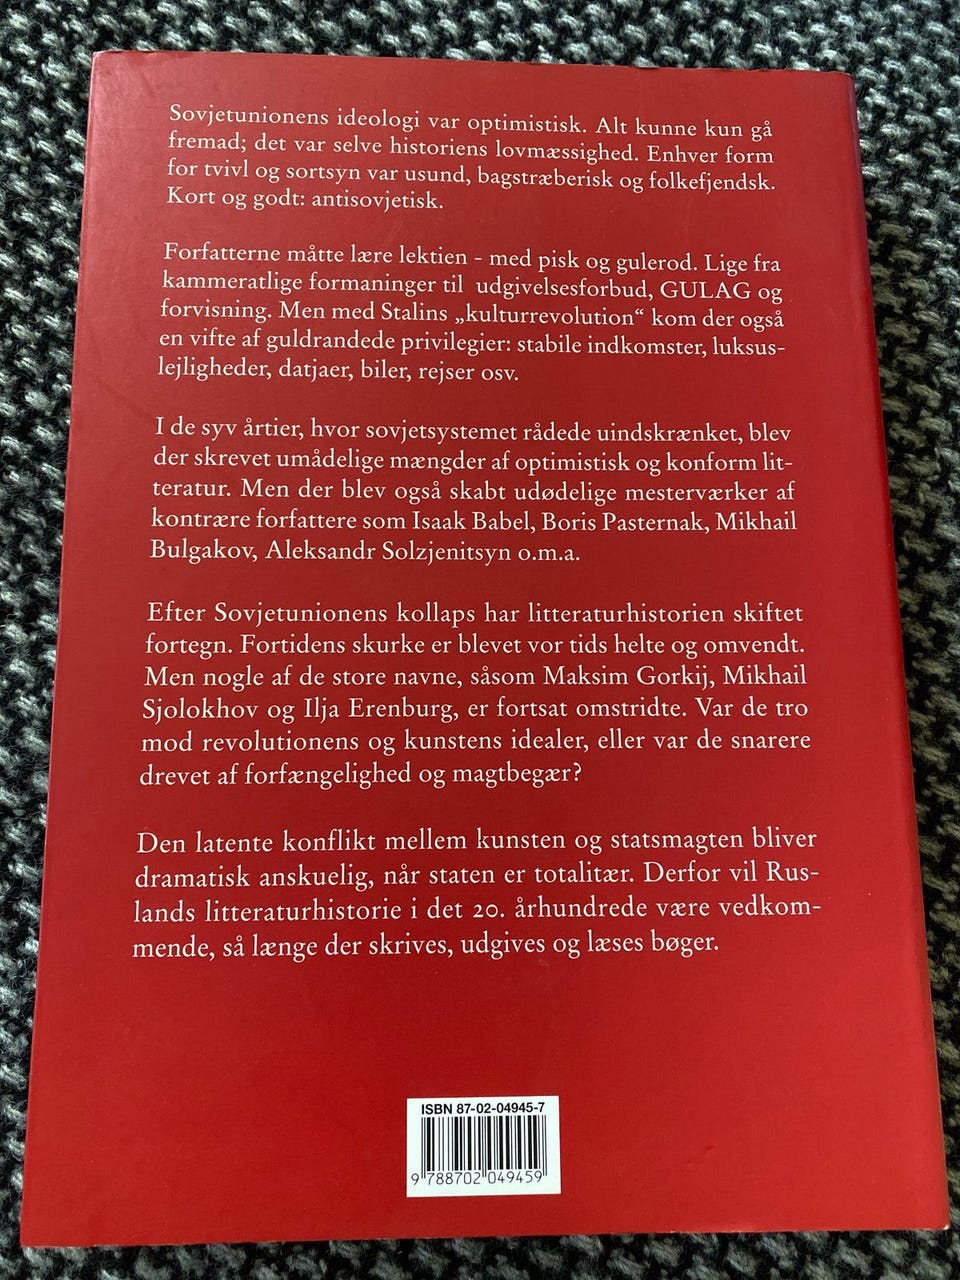 Sovjetunionens ideologi var optimistisk. Alt kunne kun gå
fremad; det var selve historiens lovmæssighed. Enhver form
for tvivl og sortsyn var usund, bagstræberisk og folkefjendsk.
Kort og godt: antisovjetisk.
Forfatterne måtte lære lektien - med pisk og gulerod. Lige fra
kammeratlige formaninger til udgivelsesforbud, GULAG og
forvisning. Men med Stalins „kulturrevolution“ kom der også
en vifte af guldrandede privilegier: stabile indkomster, luksus-
lejligheder, datjaer, biler, rejser osv.
I de syv årtier, hvor sovjetsystemet rådede uindskrænket, blev
der skrevet umådelige mængder af optimistisk og konform lit-
teratur. Men der blev også skabt udødelige mesterværker af
kontrære forfattere som Isaak Babel, Boris Pasternak, Mikhail
Bulgakov, Aleksandr Solzjenitsyn o.m.a.
Efter Sovjetunionens kollaps har litteraturhistorien skiftet
fortegn. Fortidens skurke er blevet vor tids helte og omvendt.
Men nogle af de store navne, såsom Maksim Gorkij, Mikhail
Sjolokhov og Ilja Erenburg, er fortsat omstridte. Var de tro
mod revolutionens og kunstens idealer, eller var de snarere
drevet af forfængelighed og magtbegær?
Den latente konflikt mellem kunsten og statsmagten bliver
dramatisk anskuelig, når staten er totalitær. Derfor vil Rus-
lands litteraturhistorie i det 20. århundrede være vedkom-
mende, så længe der skrives, udgives og læses bøger.
ISBN 87-02-04945-7
9 788702 049459